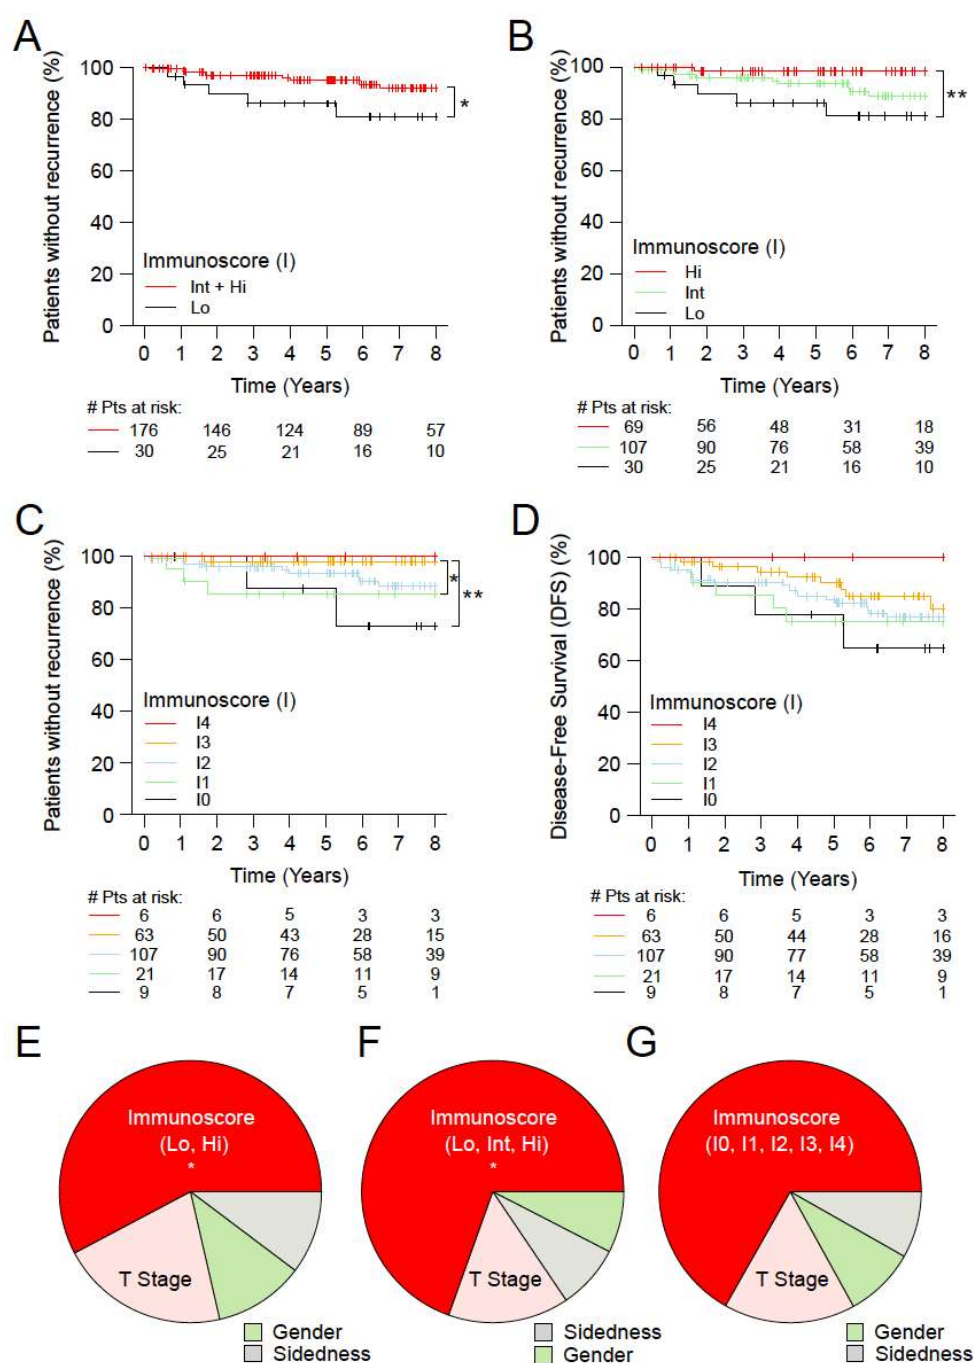 A
Patients without recurrence (%)
100
80
60
40
20
0
*
Immunoscore (I)
Int + Hi
Lo
0 1 2 3 4 5 6 7 8
Time (Years)
# Pts at risk:
176 146 124 89 57
30 25 21 16 10
B
Patients without recurrence (%)
100
80
60
40
20
0
**
Immunoscore (I)
Hi
Int
Lo
0 1 2 3 4 5 6 7 8
Time (Years)
# Pts at risk:
69 56 48 31 18
107 90 76 58 39
30 25 21 16 10
C
Patients without recurrence (%)
100
80
60
40
20
0
*
**
Immunoscore (I)
I4
I3
I2
I1
I0
0 1 2 3 4 5 6 7 8
Time (Years)
# Pts at risk:
6 6 5 3 3
63 50 43 28 15
107 90 76 58 39
21 17 14 11 9
9 8 7 5 1
D
Disease-Free Survival (DFS) (%)
100
80
60
40
20
0
Immunoscore (I)
I4
I3
I2
I1
I0
0 1 2 3 4 5 6 7 8
Time (Years)
# Pts at risk:
6 6 5 3 3
63 50 44 28 16
107 90 77 58 39
21 17 14 11 9
9 8 7 5 1
E
Immunoscore
(Lo, Hi)
*
T Stage
Gender
Sidedness
F
Immunoscore
(Lo, Int, Hi)
*
T Stage
Sidedness
Gender
G
Immunoscore
(I0, I1, I2, I3, I4)
T Stage
Gender
Sidedness